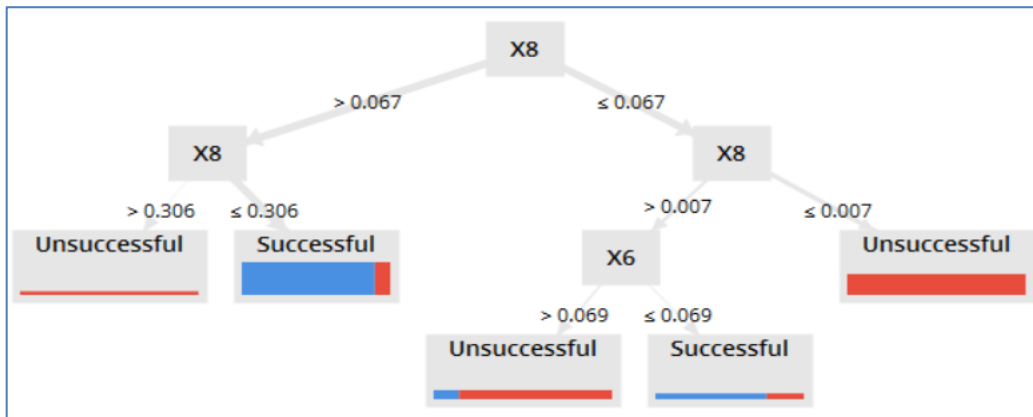 X8
> 0.067 ≤ 0.067
X8 X8
> 0.306 ≤ 0.306 > 0.007 ≤ 0.007
Unsuccessful Successful X6 Unsuccessful
> 0.069 ≤ 0.069
Unsuccessful Successful